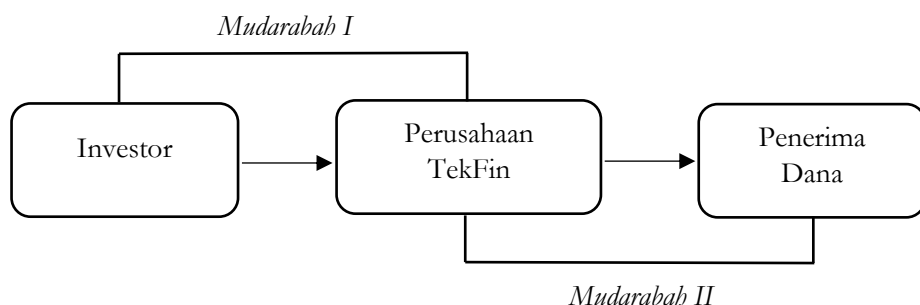 Mudarabah I
Investor
Perusahaan
TekFin
Penerima
Dana
Mudarabah II